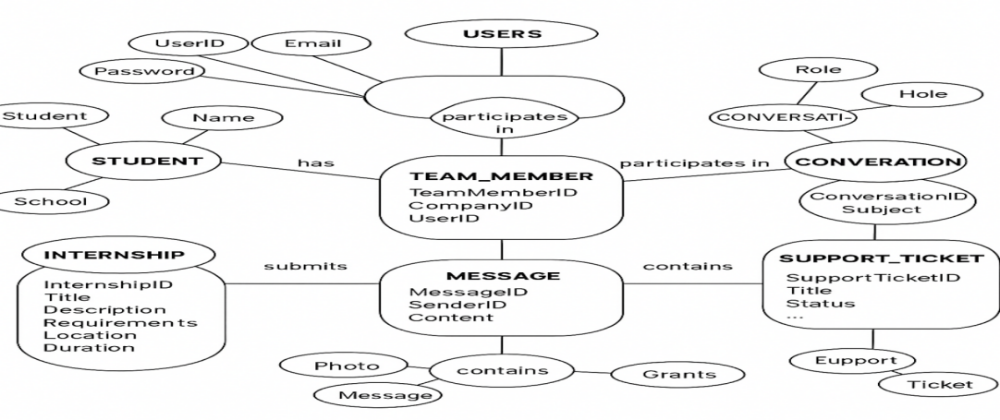 USERS
UserID
Email
Password
participates
in
Role
Hole
CONVERSATI-
Student
Name
STUDENT
School
has
TEAM_MEMBER
TeamMemberID
CompanyID
UserID
participates in
CONVERATION
ConversationID
Subject
INTERNSHIP
InternshipID
Title
Description
Requirements
Location
Duration
submits
MESSAGE
MessageID
SenderID
Content
contains
SUPPORT_TICKET
SupportTicketID
Title
Status
...
Photo
Message
contains
Grants
Eupport
Ticket